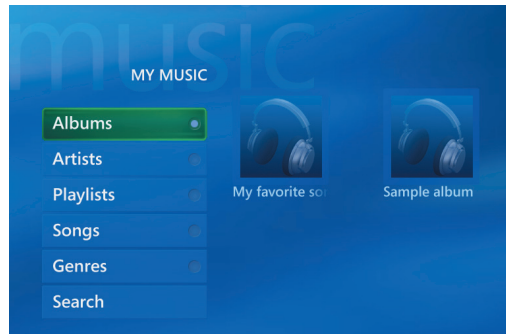 music
MY MUSIC
Albums
Artists
Playlists
Songs
Genres
Search
My favorite so
Sample album